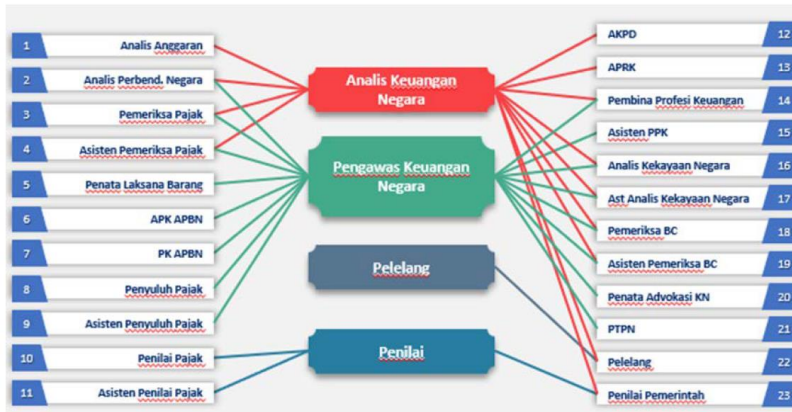 1 Analis Anggaran
2 Analis Perbend. Negara
3 Pemeriksa Pajak
4 Asisten Pemeriksa Pajak
5 Penata Laksana Barang
6 APK APBN
7 PK APBN
8 Penyuluh Pajak
9 Asisten Penyuluh Pajak
10 Penilai Pajak
11 Asisten Penilai Pajak
Analis Keuangan
Negara
Pengawas Keuangan
Negara
Pelelang
Penilai
AKPD 12
APRK 13
Pembina Profesi Keuangan 14
Asisten PPK 15
Analis Kekayaan Negara 16
Ast Analis Kekayaan Negara 17
Pemeriksa BC 18
Asisten Pemeriksa BC 19
Penata Advokasi KN 20
PTPN 21
Pelelang 22
Penilai Pemerintah 23